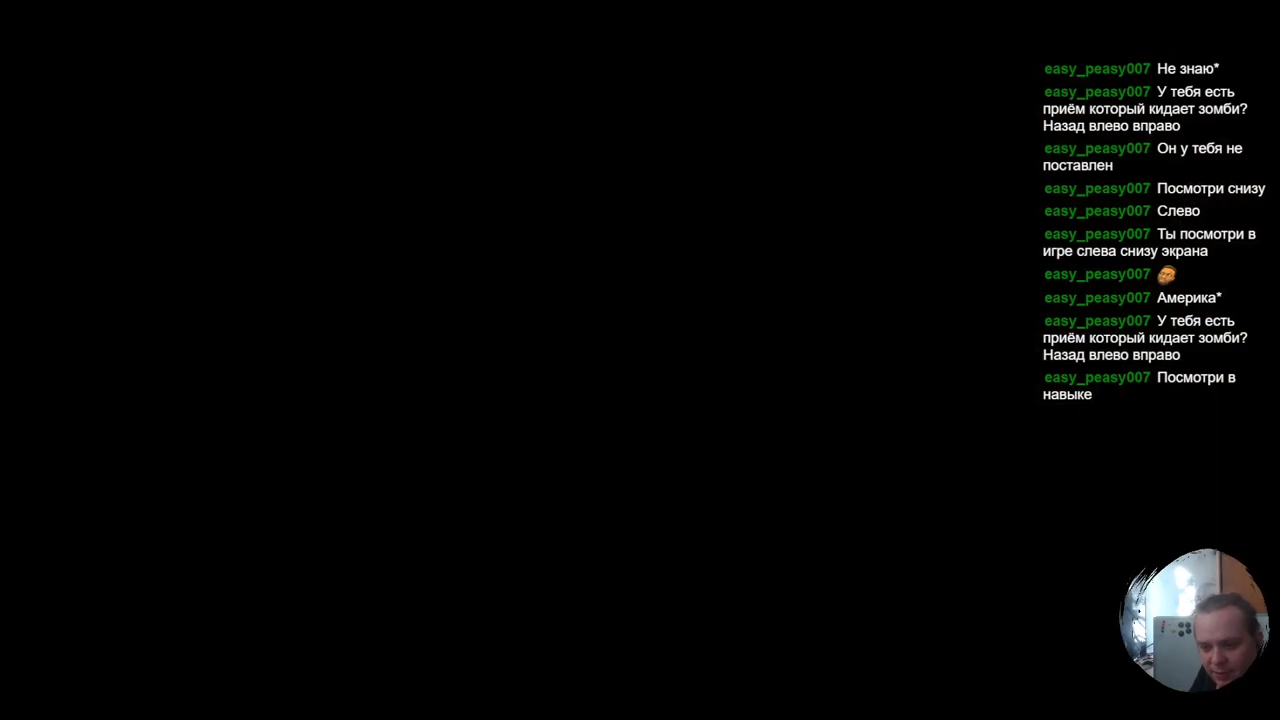 easy_peasy007 Не знаю*
easy_peasy007 У тебя есть
приём который кидает зомби?
Назад влево вправо
easy_peasy007 Он у тебя не
поставлен
easy_peasy007 Посмотри снизу
easy_peasy007 Слево
easy_peasy007 Ты посмотри в
игре слева снизу экрана
easy_peasy007
easy_peasy007 Америка*
easy_peasy007 У тебя есть
приём который кидает зомби?
Назад влево вправо
easy_peasy007 Посмотри в
навыке